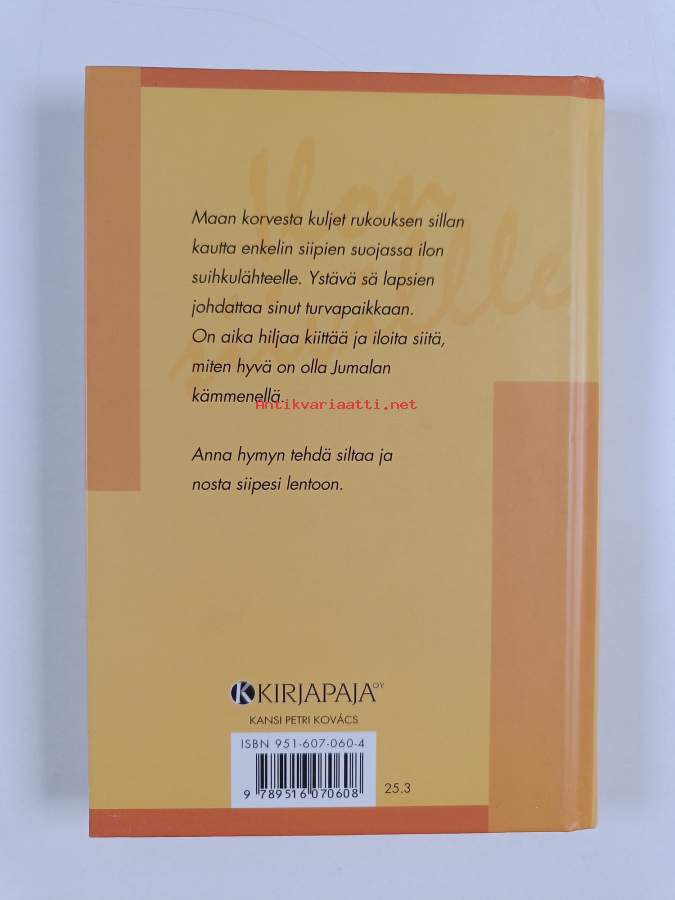 Maan korvesta kuljet rukouksen sillan
kautta enkelin siipien suojassa ilon
suihkulähteelle. Ystävä sä lapsien
johdattaa sinut turvapaikkaan.
On aika hiljaa kiittää ja iloita siitä,
miten hyvä on olla Jumalan
kämmenellä.
Antikvariaatti.net
Anna hymyn tehdä siltaa ja
nosta siipesi lentoon.
KIRJAPAJA OY
KANSI PETRI KOVÁCS
ISBN 951-607-060-4
9 789516 070608
25.3